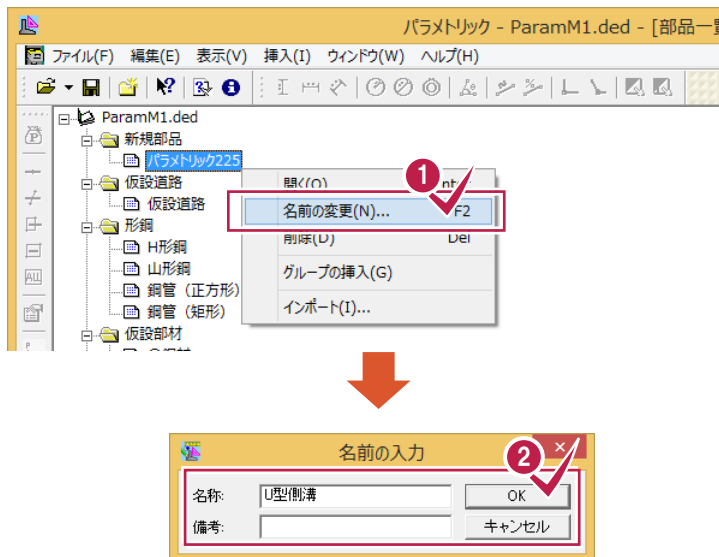 パラメトリック - ParamM1.ded - [部品一
ファイル(F) 編集(E) 表示(V) 挿入(I) ウィンドウ(W) ヘルプ(H)
ParamM1.ded
新規部品
パラメトリック225
仮設道路
仮設道路
形鋼
H形鋼
山形鋼
鋼管（正方形）
鋼管（矩形）
仮設部材
開く(O)
名前の変更(N)... F2
削除(D) Del
グループの挿入(G)
インポート(I)...
1
名前の入力
2
名称: U型側溝 OK
備考: キャンセル